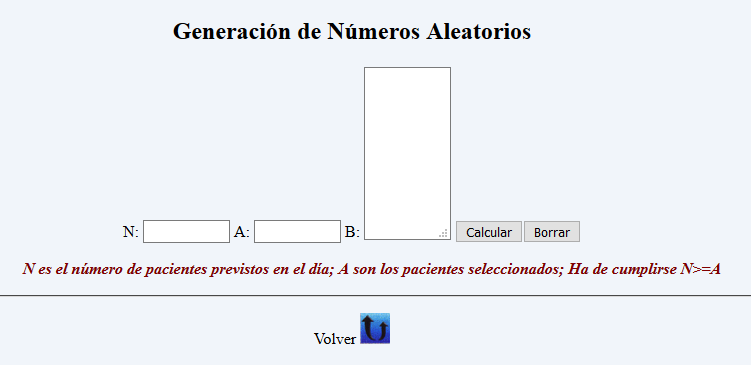 Generación de Números Aleatorios
N: A: B: Calcular Borrar
N es el número de pacientes previstos en el día; A son los pacientes seleccionados; Ha de cumplirse N>=A
Volver